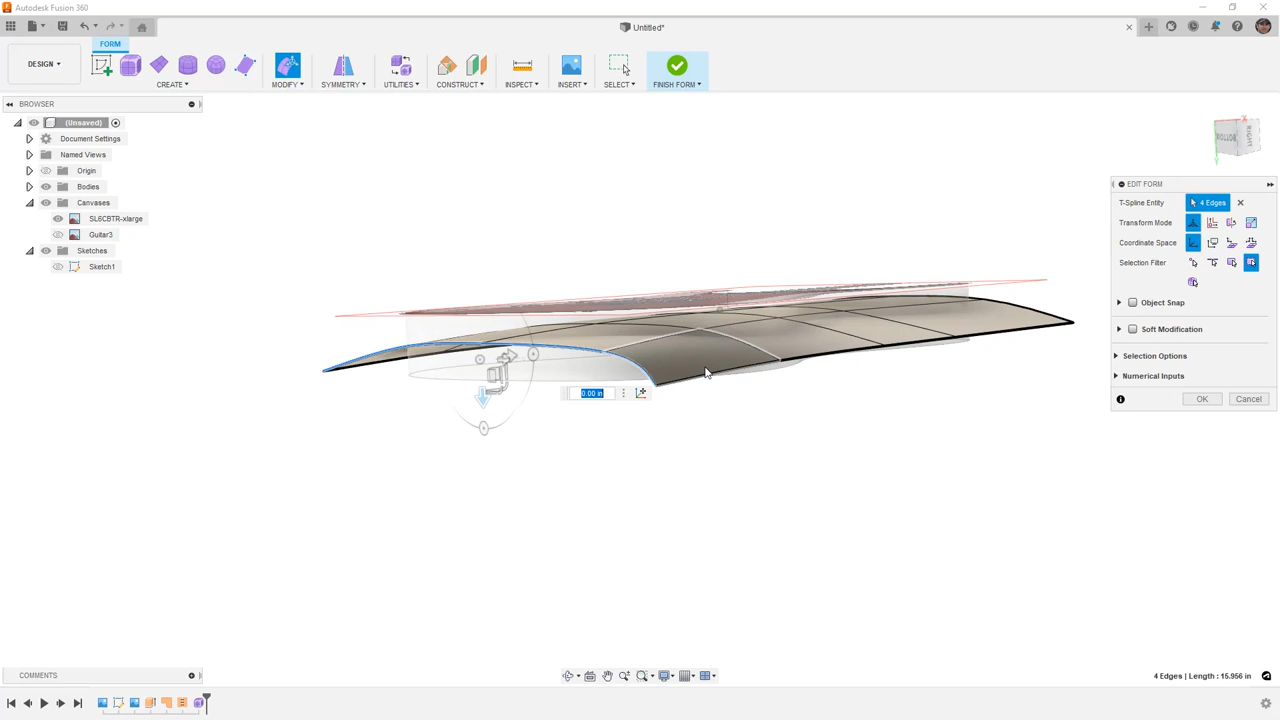 Autodesk Fusion 360
Untitled*
FORM
DESIGN
CREATE
MODIFY
SYMMETRY
UTILITIES
CONSTRUCT
INSPECT
INSERT
SELECT
FINISH FORM
BROWSER
(Unsaved)
Document Settings
Named Views
Origin
Bodies
Canvases
SL6CBTR-xlarge
Guitar3
Sketches
Sketch1
BOTTOM
RIGHT
X
Y
EDIT FORM
T-Spline Entity
4 Edges
Transform Mode
Coordinate Space
Selection Filter
Object Snap
Soft Modification
Selection Options
Numerical Inputs
OK
Cancel
0.00 in
COMMENTS
4 Edges | Length : 15.956 in